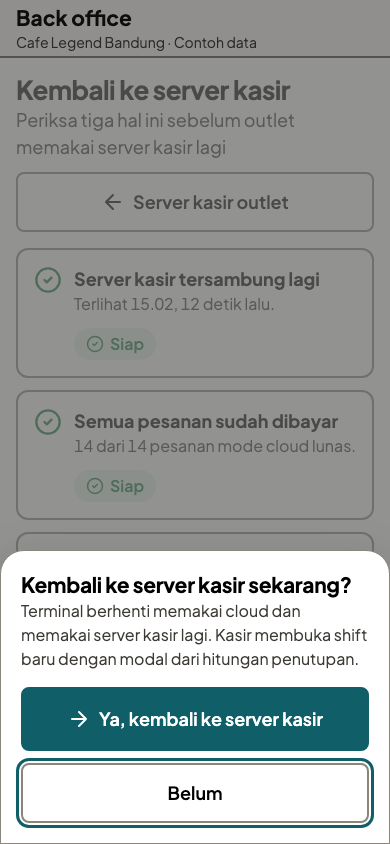 Back office
Cafe Legend Bandung · Contoh data
Kembali ke server kasir
Periksa tiga hal ini sebelum outlet
memakai server kasir lagi
Server kasir outlet
Server kasir tersambung lagi
Terlihat 15.02, 12 detik lalu.
Siap
Semua pesanan sudah dibayar
14 dari 14 pesanan mode cloud lunas.
Siap
Kembali ke server kasir sekarang?
Terminal berhenti memakai cloud dan
memakai server kasir lagi. Kasir membuka shift
baru dengan modal dari hitungan penutupan.
Ya, kembali ke server kasir
Belum